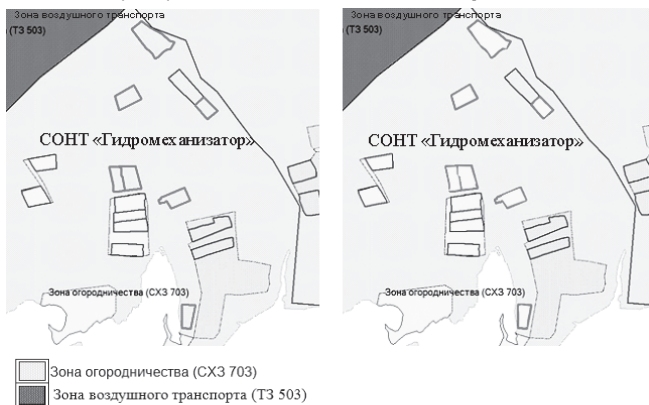 Зона воздушного транспорта
(ТЗ 503)
СОНТ «Гидромеханизатор»
Зона огородничества (СХЗ 703)
Зона воздушного транспорта
(ТЗ 503)
СОНТ «Гидромеханизатор»
Зона огородничества (СХЗ 703)
Зона огородничества (СХЗ 703)
Зона воздушного транспорта (ТЗ 503)